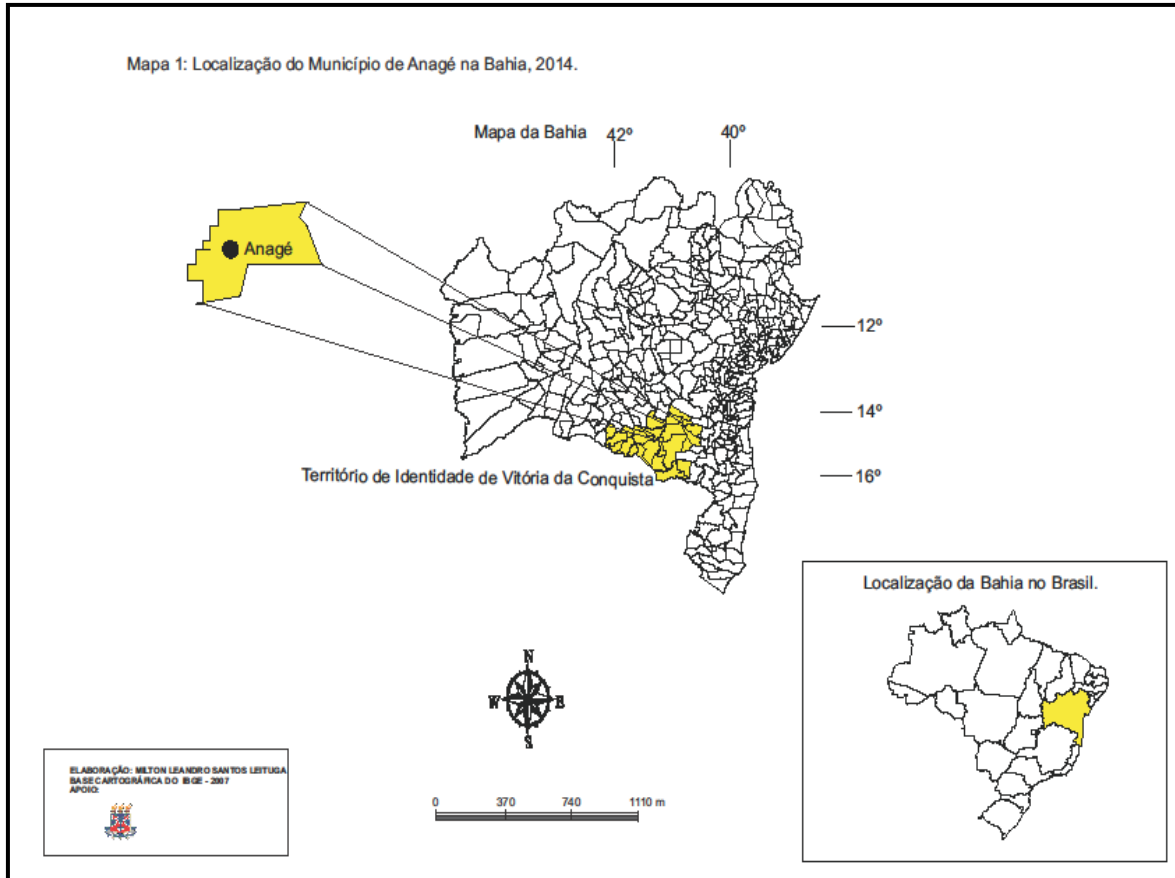 Mapa 1: Localização do Município de Anagé na Bahia, 2014.
Mapa da Bahia
42º
40º
Anagé
12º
14º
16º
Território de Identidade de Vitória da Conquista
Localização da Bahia no Brasil.
N
W
E
S
ELABORAÇÃO: MILTON LEANDRO SANTOS LEITUGA
BASE CARTOGRÁFICA DO IBGE - 2007
APOIO:
0 370 740 1110 m